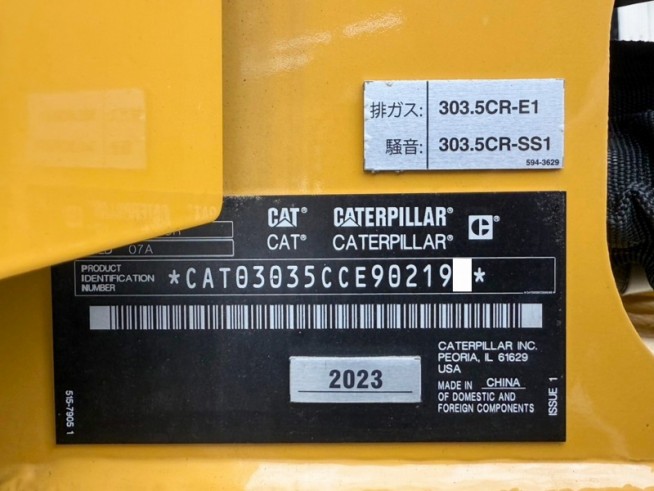 排ガス: 303.5CR-E1
騒音: 303.5CR-SS1
594-3629
CAT® CATERPILLAR® C
07A CAT® CATERPILLAR®
PRODUCT
IDENTIFICATION
NUMBER
*CAT03035CCE90219 *
CATERPILLAR INC.
PEORIA, IL 61629
USA
2023
MADE IN CHINA
OF DOMESTIC AND
FOREIGN COMPONENTS
515-7905 1
ISSUE 1